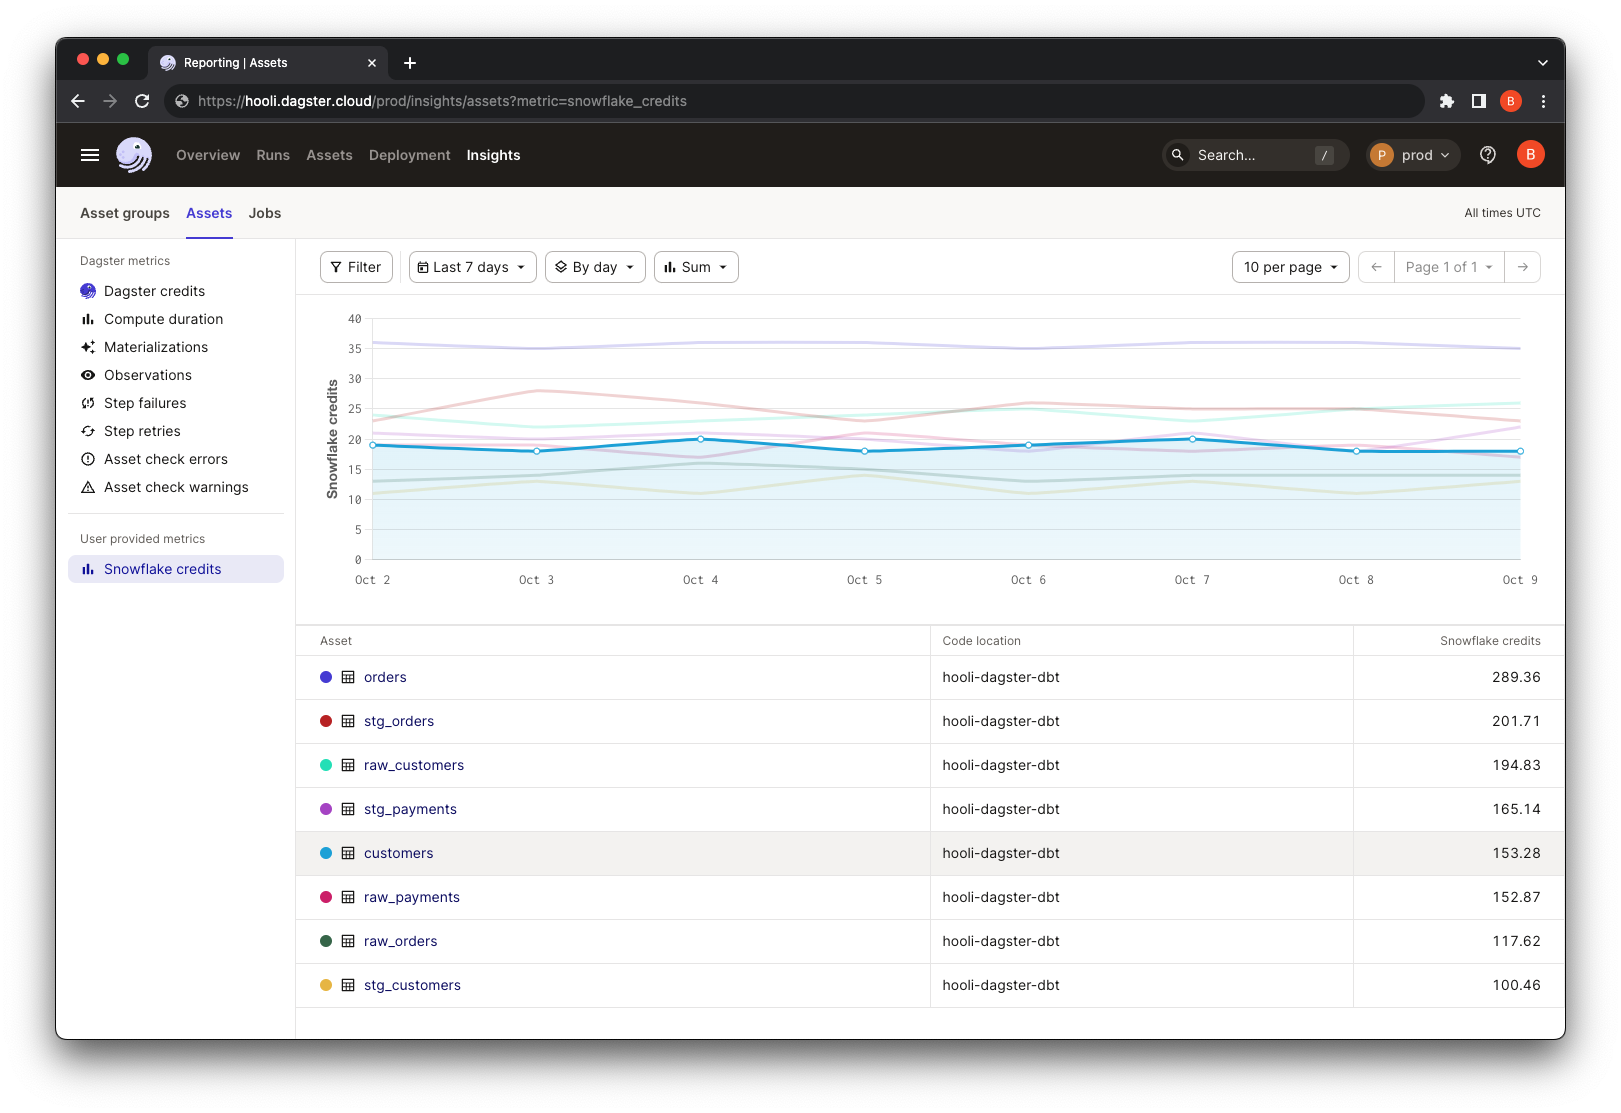 Reporting | Assets
https://hooli.dagster.cloud/prod/insights/assets?metric=snowflake_credits
B
Overview Runs Assets Deployment Insights
Search... /
P prod
B
Asset groups Assets Jobs
All times UTC
Dagster metrics
Dagster credits
Compute duration
Materializations
Observations
Step failures
Step retries
Asset check errors
Asset check warnings
User provided metrics
Snowflake credits
Filter Last 7 days By day Sum
10 per page Page 1 of 1
Snowflake credits
40
35
30
25
20
15
10
5
0
Oct 2 Oct 3 Oct 4 Oct 5 Oct 6 Oct 7 Oct 8 Oct 9
Asset Code location Snowflake credits
orders hooli-dagster-dbt 289.36
stg_orders hooli-dagster-dbt 201.71
raw_customers hooli-dagster-dbt 194.83
stg_payments hooli-dagster-dbt 165.14
customers hooli-dagster-dbt 153.28
raw_payments hooli-dagster-dbt 152.87
raw_orders hooli-dagster-dbt 117.62
stg_customers hooli-dagster-dbt 100.46